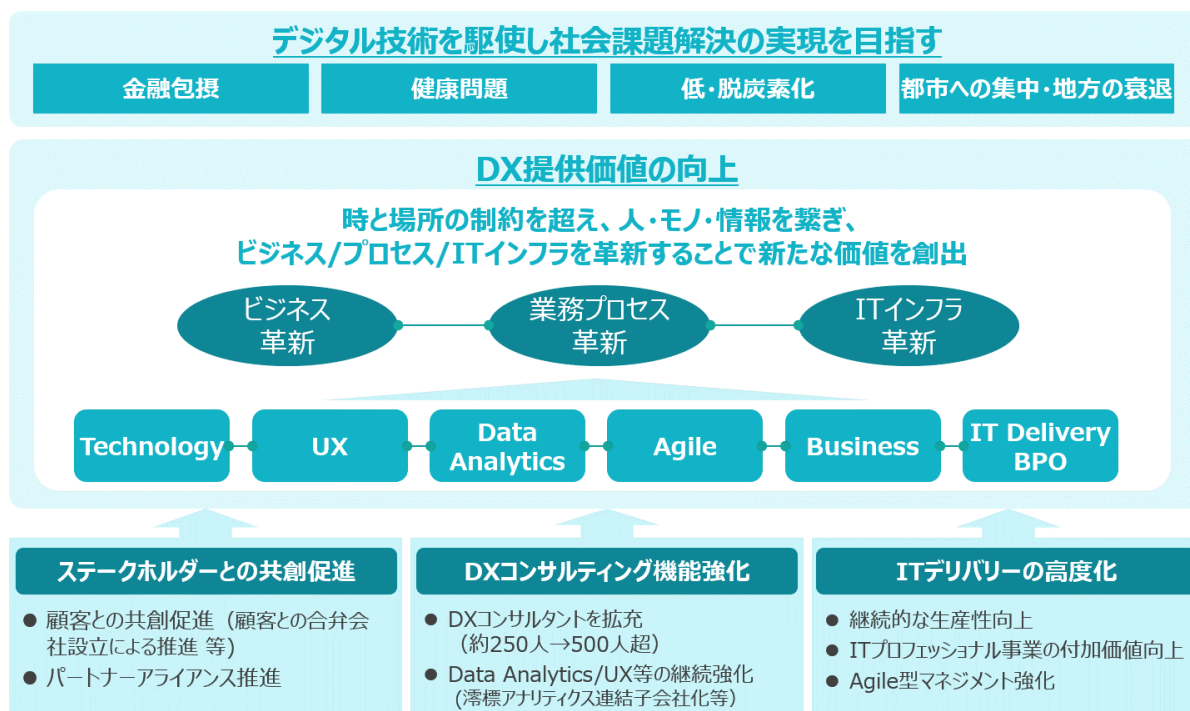 デジタル技術を駆使し社会課題解決の実現を目指す
金融包摂
健康問題
低・脱炭素化
都市への集中・地方の衰退
DX提供価値の向上
時と場所の制約を超え、人・モノ・情報を繋ぎ、
ビジネス/プロセス/ITインフラを革新することで新たな価値を創出
ビジネス
革新
業務プロセス
革新
ITインフラ
革新
Technology
UX
Data
Analytics
Agile
Business
IT Delivery
BPO
ステークホルダーとの共創促進
● 顧客との共創促進（顧客との合弁会
社設立による推進 等）
● パートナーアライアンス推進
DXコンサルティング機能強化
● DXコンサルタントを拡充
（約250人→500人超）
● Data Analytics/UX等の継続強化
(澪標アナリティクス連結子会社化等)
ITデリバリーの高度化
● 継続的な生産性向上
● ITプロフェッショナル事業の付加価値向上
● Agile型マネジメント強化